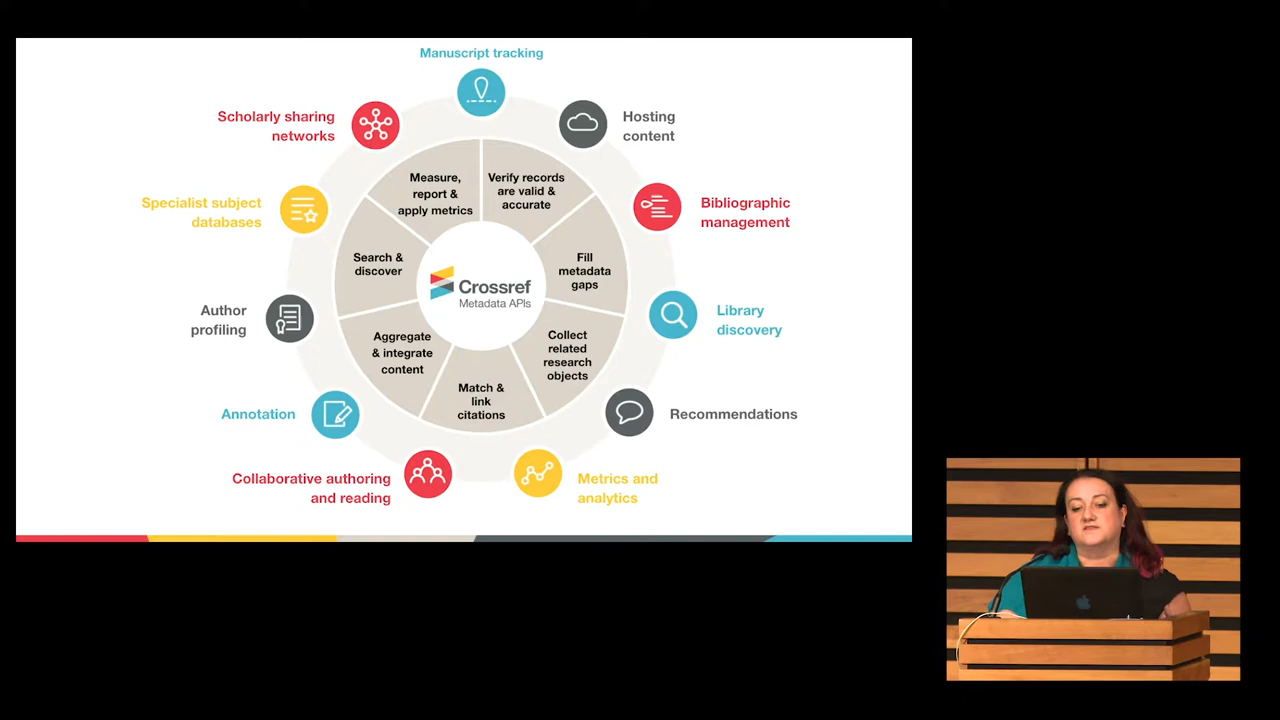 Manuscript tracking
Scholarly sharing
networks
Hosting
content
Specialist subject
databases
Bibliographic
management
Author
profiling
Library
discovery
Annotation
Recommendations
Collaborative authoring
and reading
Metrics and
analytics
Measure,
report &
apply metrics
Verify records
are valid &
accurate
Search &
discover
Fill
metadata
gaps
Aggregate
& integrate
content
Collect
related
research
objects
Match &
link
citations
Crossref
Metadata APIs